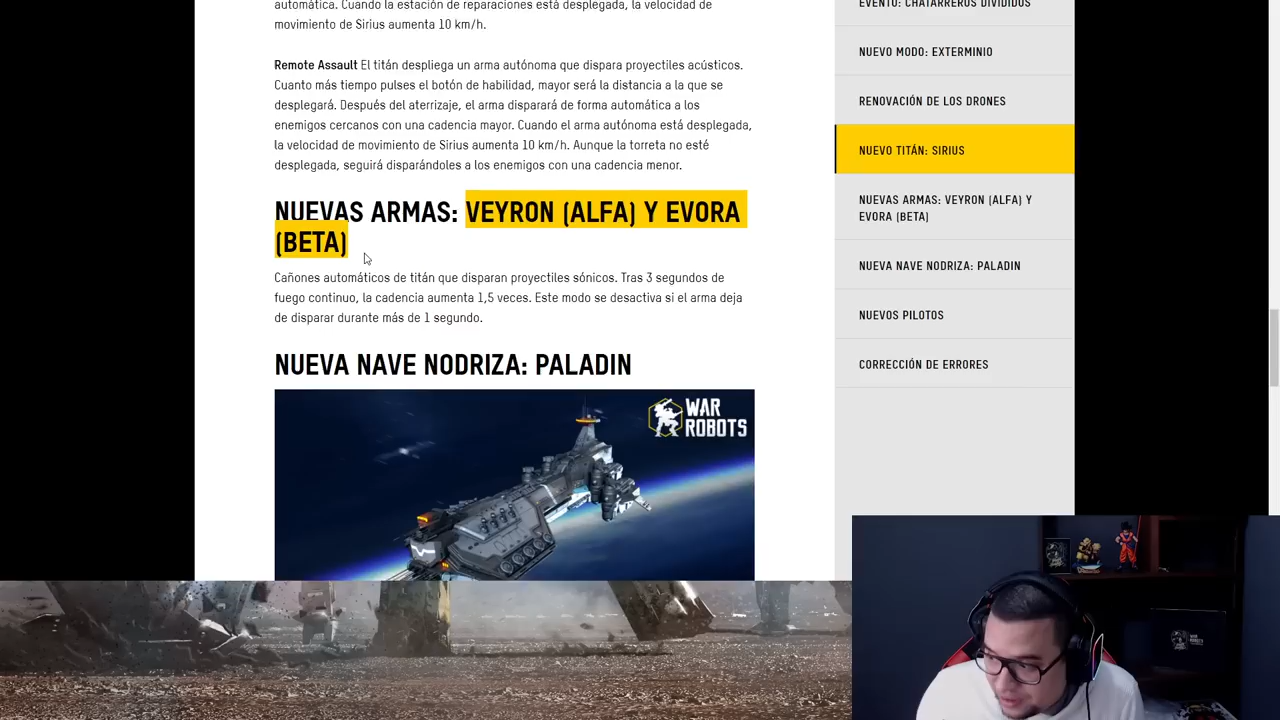 automática. Cuando la estación de reparaciones está desplegada, la velocidad de
movimiento de Sirius aumenta 10 km/h.
Remote Assault El titán despliega un arma autónoma que dispara proyectiles acústicos.
Cuanto más tiempo pulses el botón de habilidad, mayor será la distancia a la que se
desplegará. Después del aterrizaje, el arma disparará de forma automática a los
enemigos cercanos con una cadencia mayor. Cuando el arma autónoma está desplegada,
la velocidad de movimiento de Sirius aumenta 10 km/h. Aunque la torreta no esté
desplegada, seguirá disparándoles a los enemigos con una cadencia menor.
NUEVAS ARMAS: VEYRON (ALFA) Y EVORA
(BETA)
Cañones automáticos de titán que disparan proyectiles sónicos. Tras 3 segundos de
fuego continuo, la cadencia aumenta 1,5 veces. Este modo se desactiva si el arma deja
de disparar durante más de 1 segundo.
NUEVA NAVE NODRIZA: PALADIN
WAR
ROBOTS
EVENTO: CHATARREROS DIVIDIDOS
NUEVO MODO: EXTERMINIO
RENOVACIÓN DE LOS DRONES
NUEVO TITÁN: SIRIUS
NUEVAS ARMAS: VEYRON (ALFA) Y
EVORA (BETA)
NUEVA NAVE NODRIZA: PALADIN
NUEVOS PILOTOS
CORRECCIÓN DE ERRORES
WAR
ROBOTS